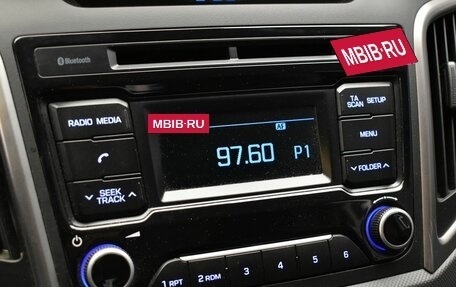 Bluetooth
MBIB·RU
RADIO MEDIA
MBIB·RU
AF
97.60 P1
TA
SCAN SETUP
MENU
SEEK
TRACK
FOLDER
1 RPT
2 RDM
3
4
5
6